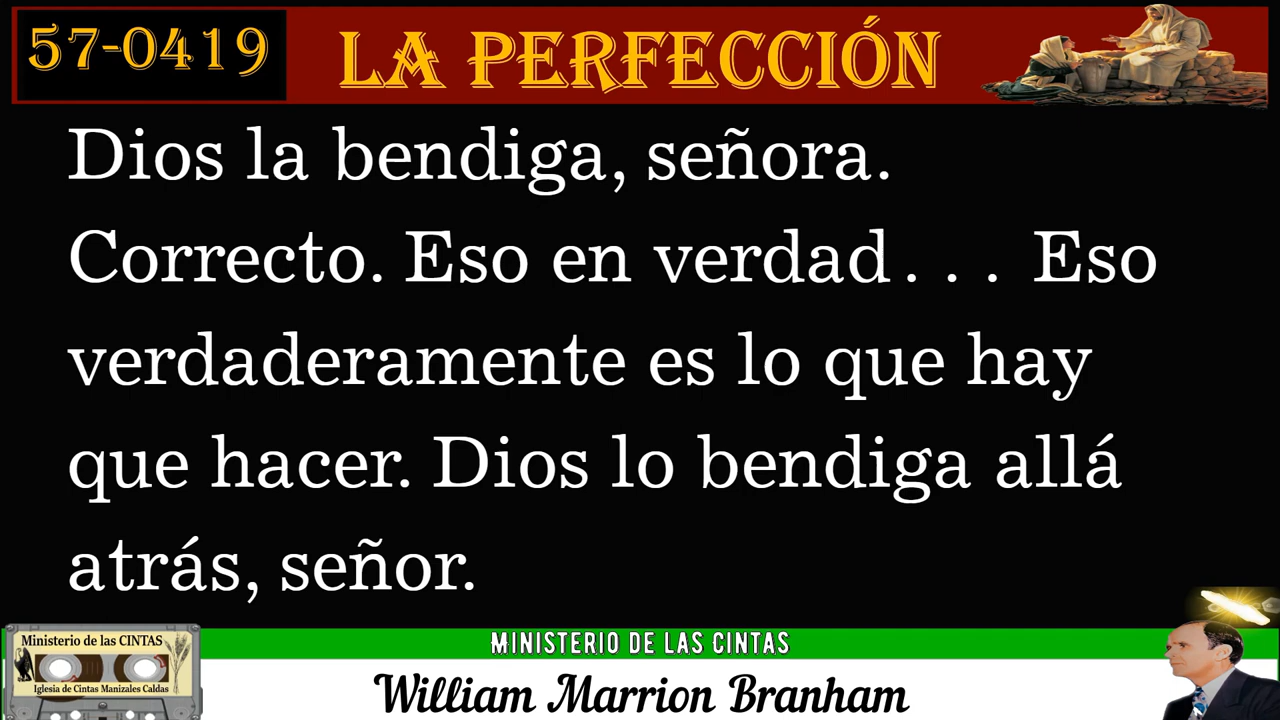 57-0419
LA PERFECCIÓN
Dios la bendiga, señora.
Correcto. Eso en verdad. . . Eso
verdaderamente es lo que hay
que hacer. Dios lo bendiga allá
atrás, señor.
MINISTERIO DE LAS CINTAS
Ministerio de las CINTAS
Iglesia de Cintas Manizales Caldas
William Marrion Branham